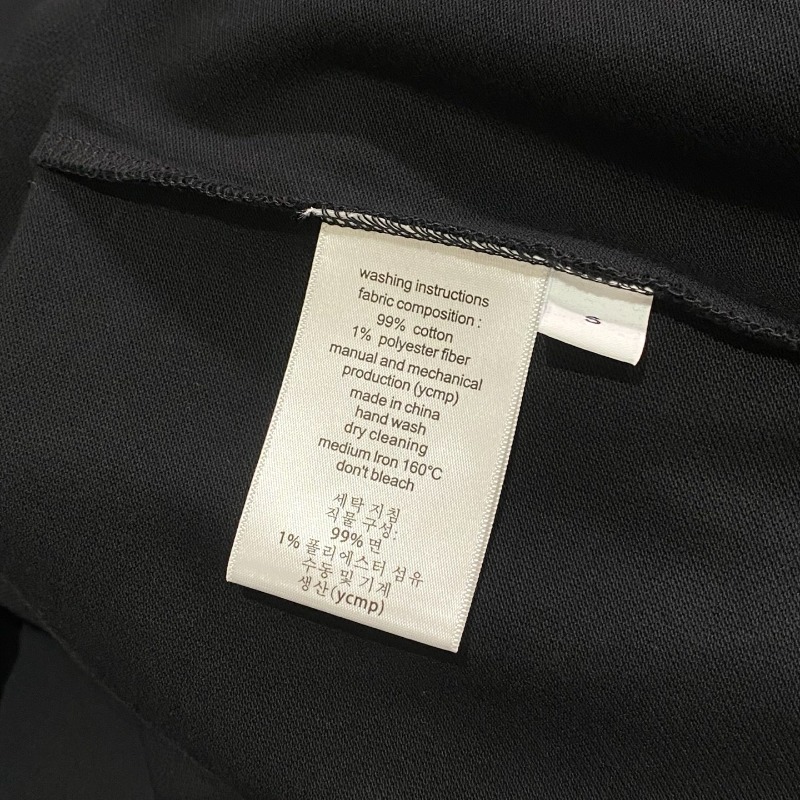 washing instructions
fabric composition :
99% cotton
1% polyester fiber
manual and mechanical
production (ycmp)
made in china
hand wash
dry cleaning
medium Iron 160°C
don't bleach
세탁 지침
직물 구성:
99% 면
1% 폴리에스터 섬유
수동 및 기계
생산(ycmp)
S